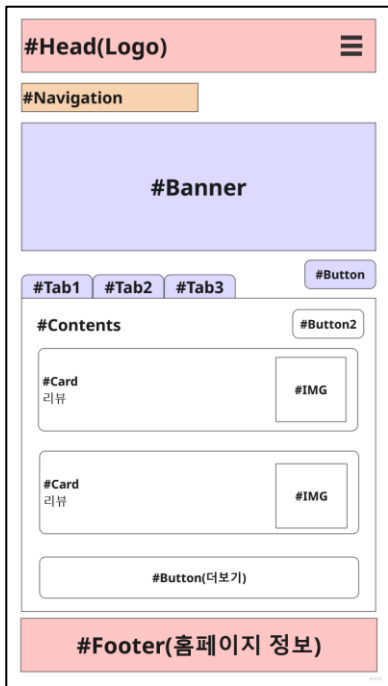 #Head(Logo)
#Navigation
#Banner
#Button
#Tab1 #Tab2 #Tab3
#Contents
#Button2
#Card
리뷰
#IMG
#Card
리뷰
#IMG
#Button(더보기)
#Footer(홈페이지 정보)